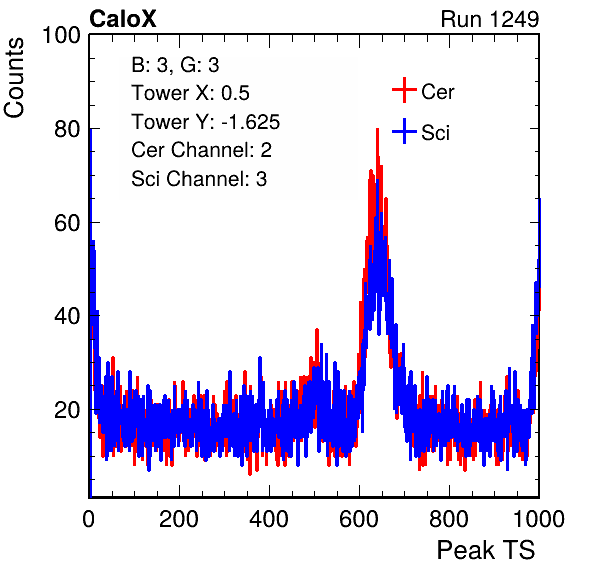 CaloX Run 1249
Counts
100
80
60
40
20
B: 3, G: 3
Tower X: 0.5
Tower Y: -1.625
Cer Channel: 2
Sci Channel: 3
Cer
Sci
0 200 400 600 800 1000
Peak TS